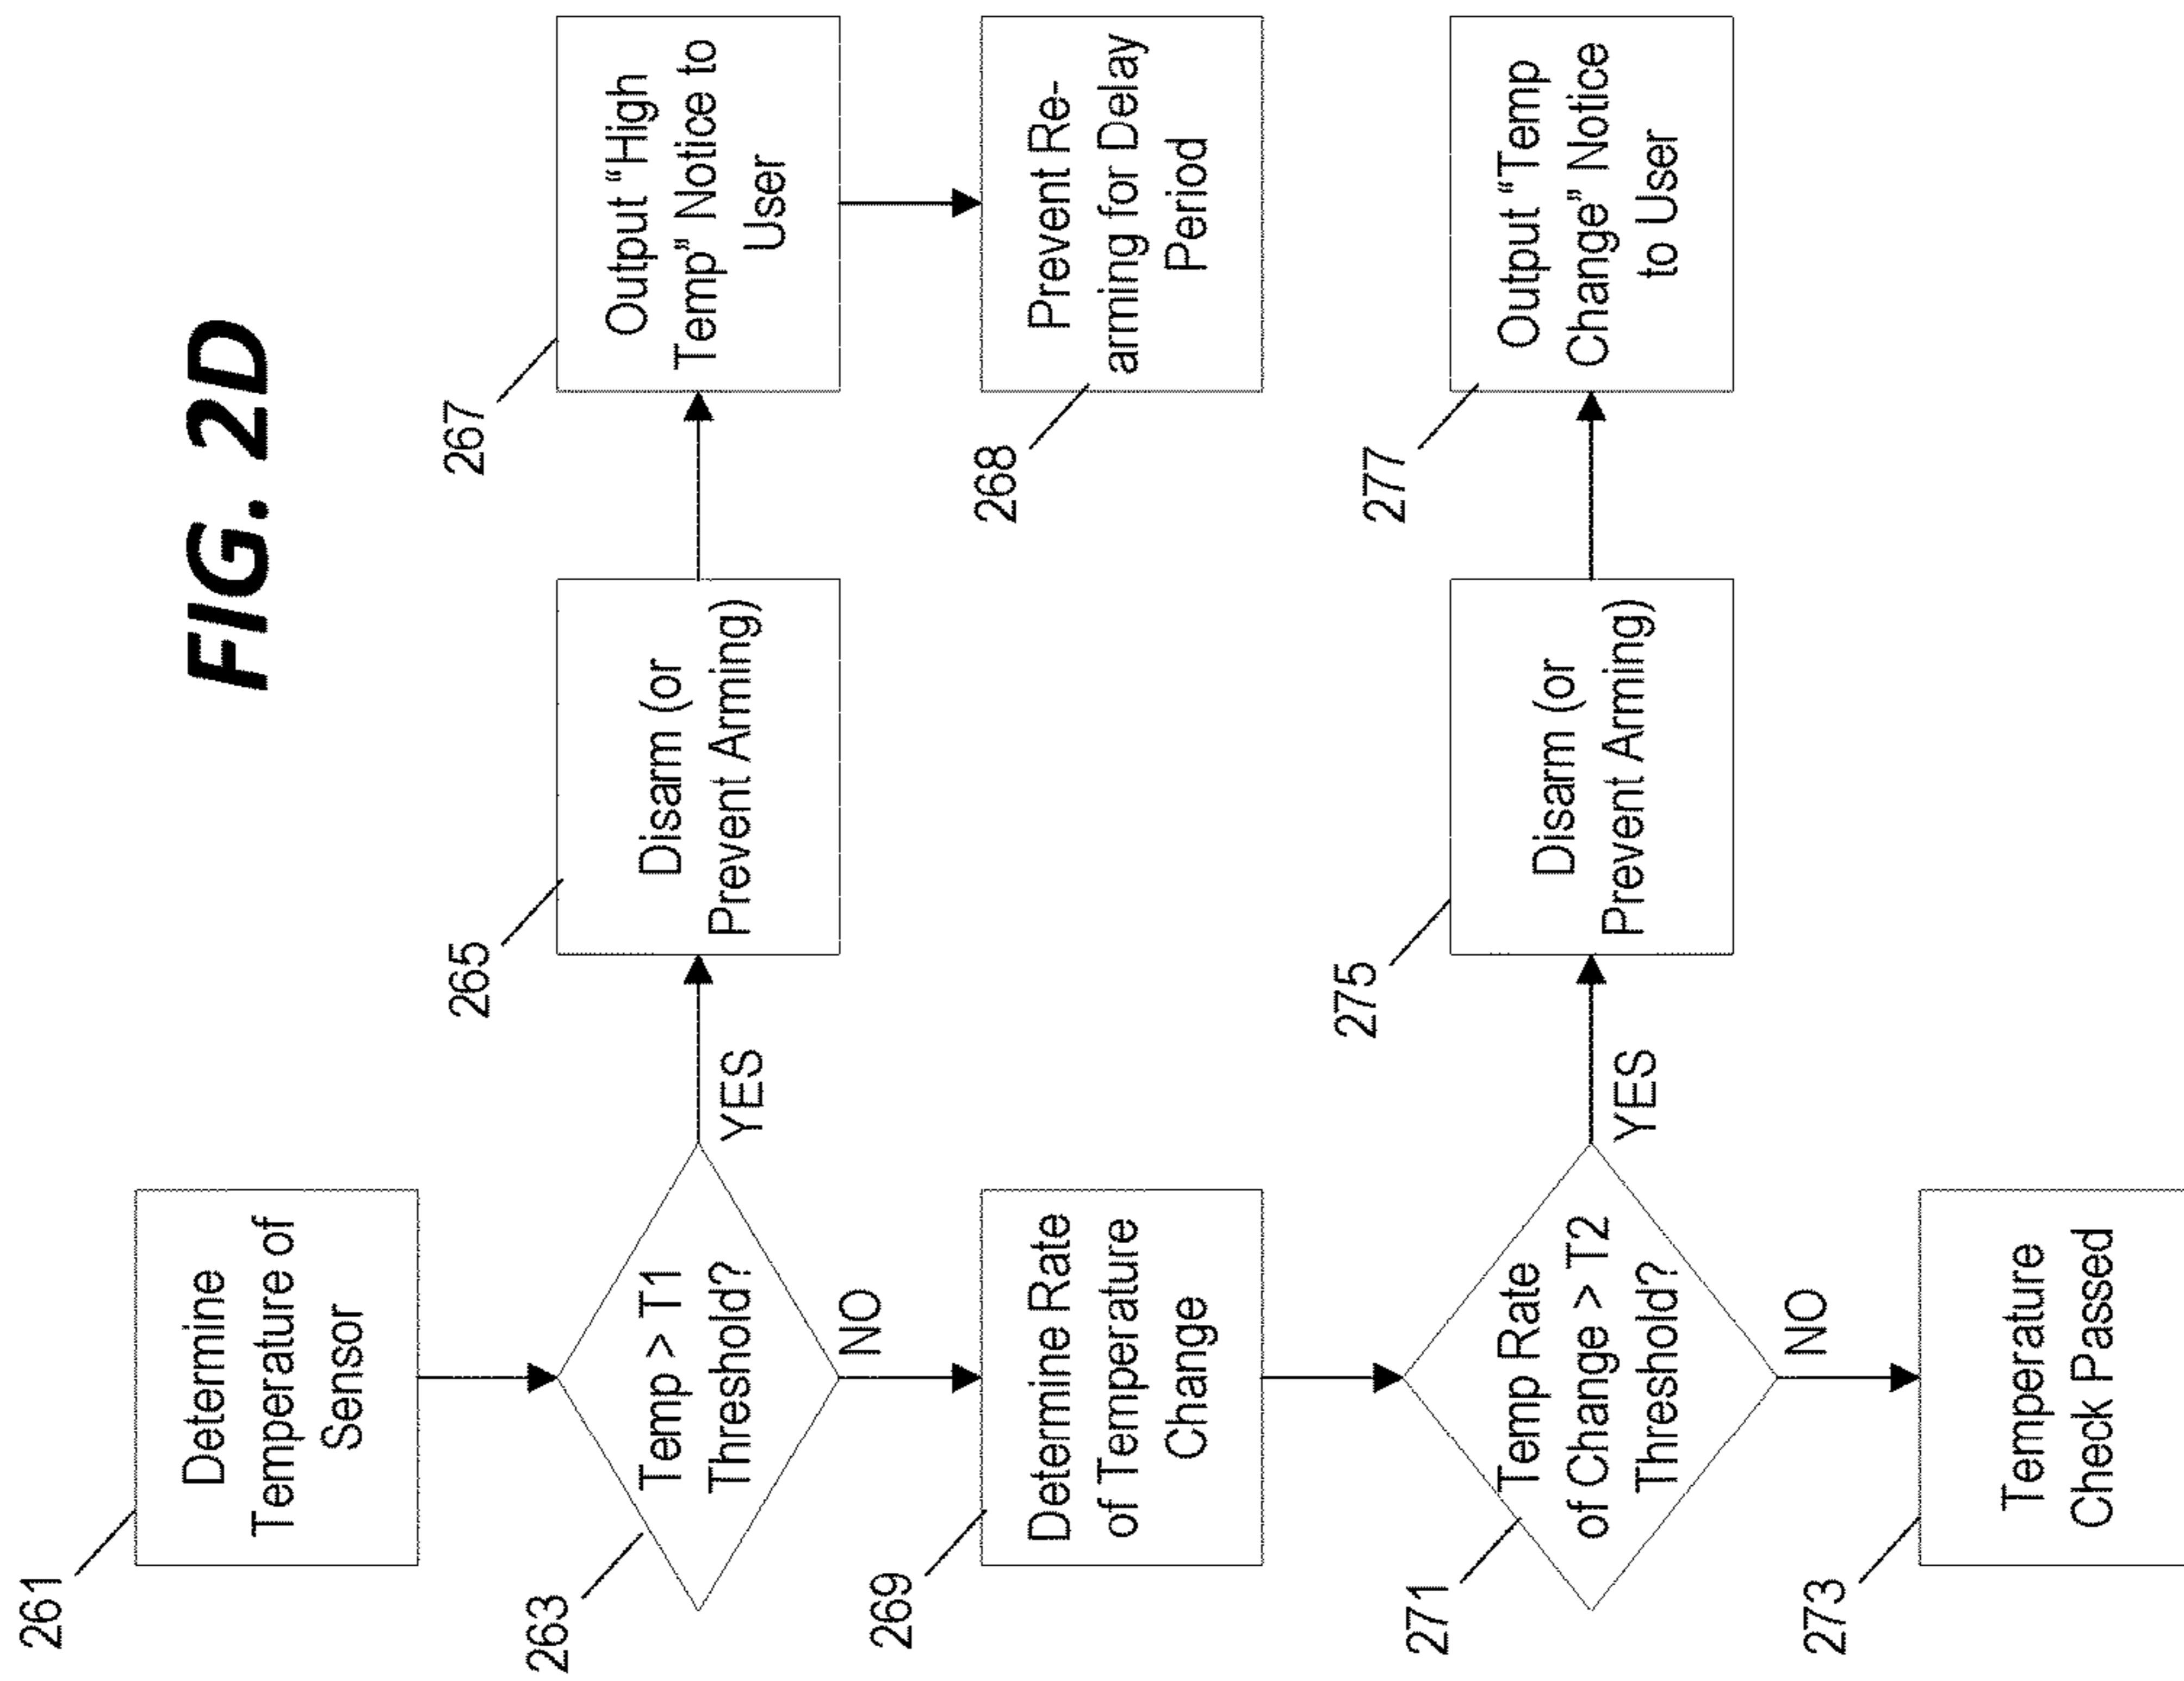 FIG. 2D
261
Determine
Temperature of
Sensor
263
Temp > T1
Threshold?
YES
NO
265
Disarm (or
Prevent Arming)
267
Output “High
Temp” Notice to
User
268
Prevent Re-
arming for Delay
Period
269
Determine Rate
of Temperature
Change
271
Temp Rate
of Change > T2
Threshold?
YES
NO
275
Disarm (or
Prevent Arming)
277
Output “Temp
Change” Notice
to User
273
Temperature
Check Passed